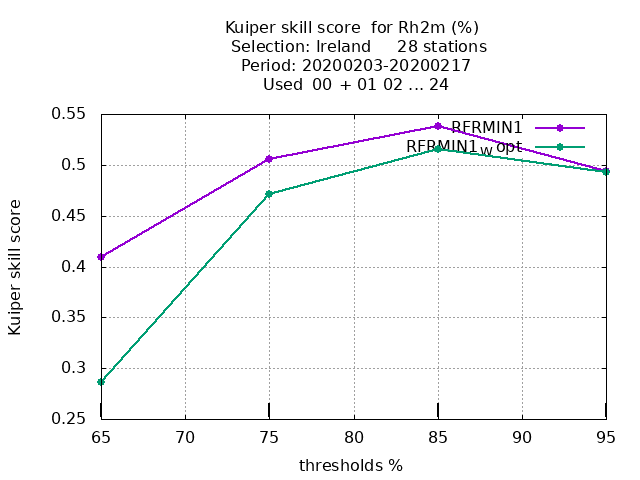 Kuiper skill score  for Rh2m (%)
Selection: Ireland     28 stations
Period: 20200203-20200217
Used  00 + 01 02 ... 24
RFRMIN1
RFRMIN1w opt
0.55
0.5
0.45
0.4
0.35
0.3
0.25
Kuiper skill score
65 70 75 80 85 90 95
thresholds %